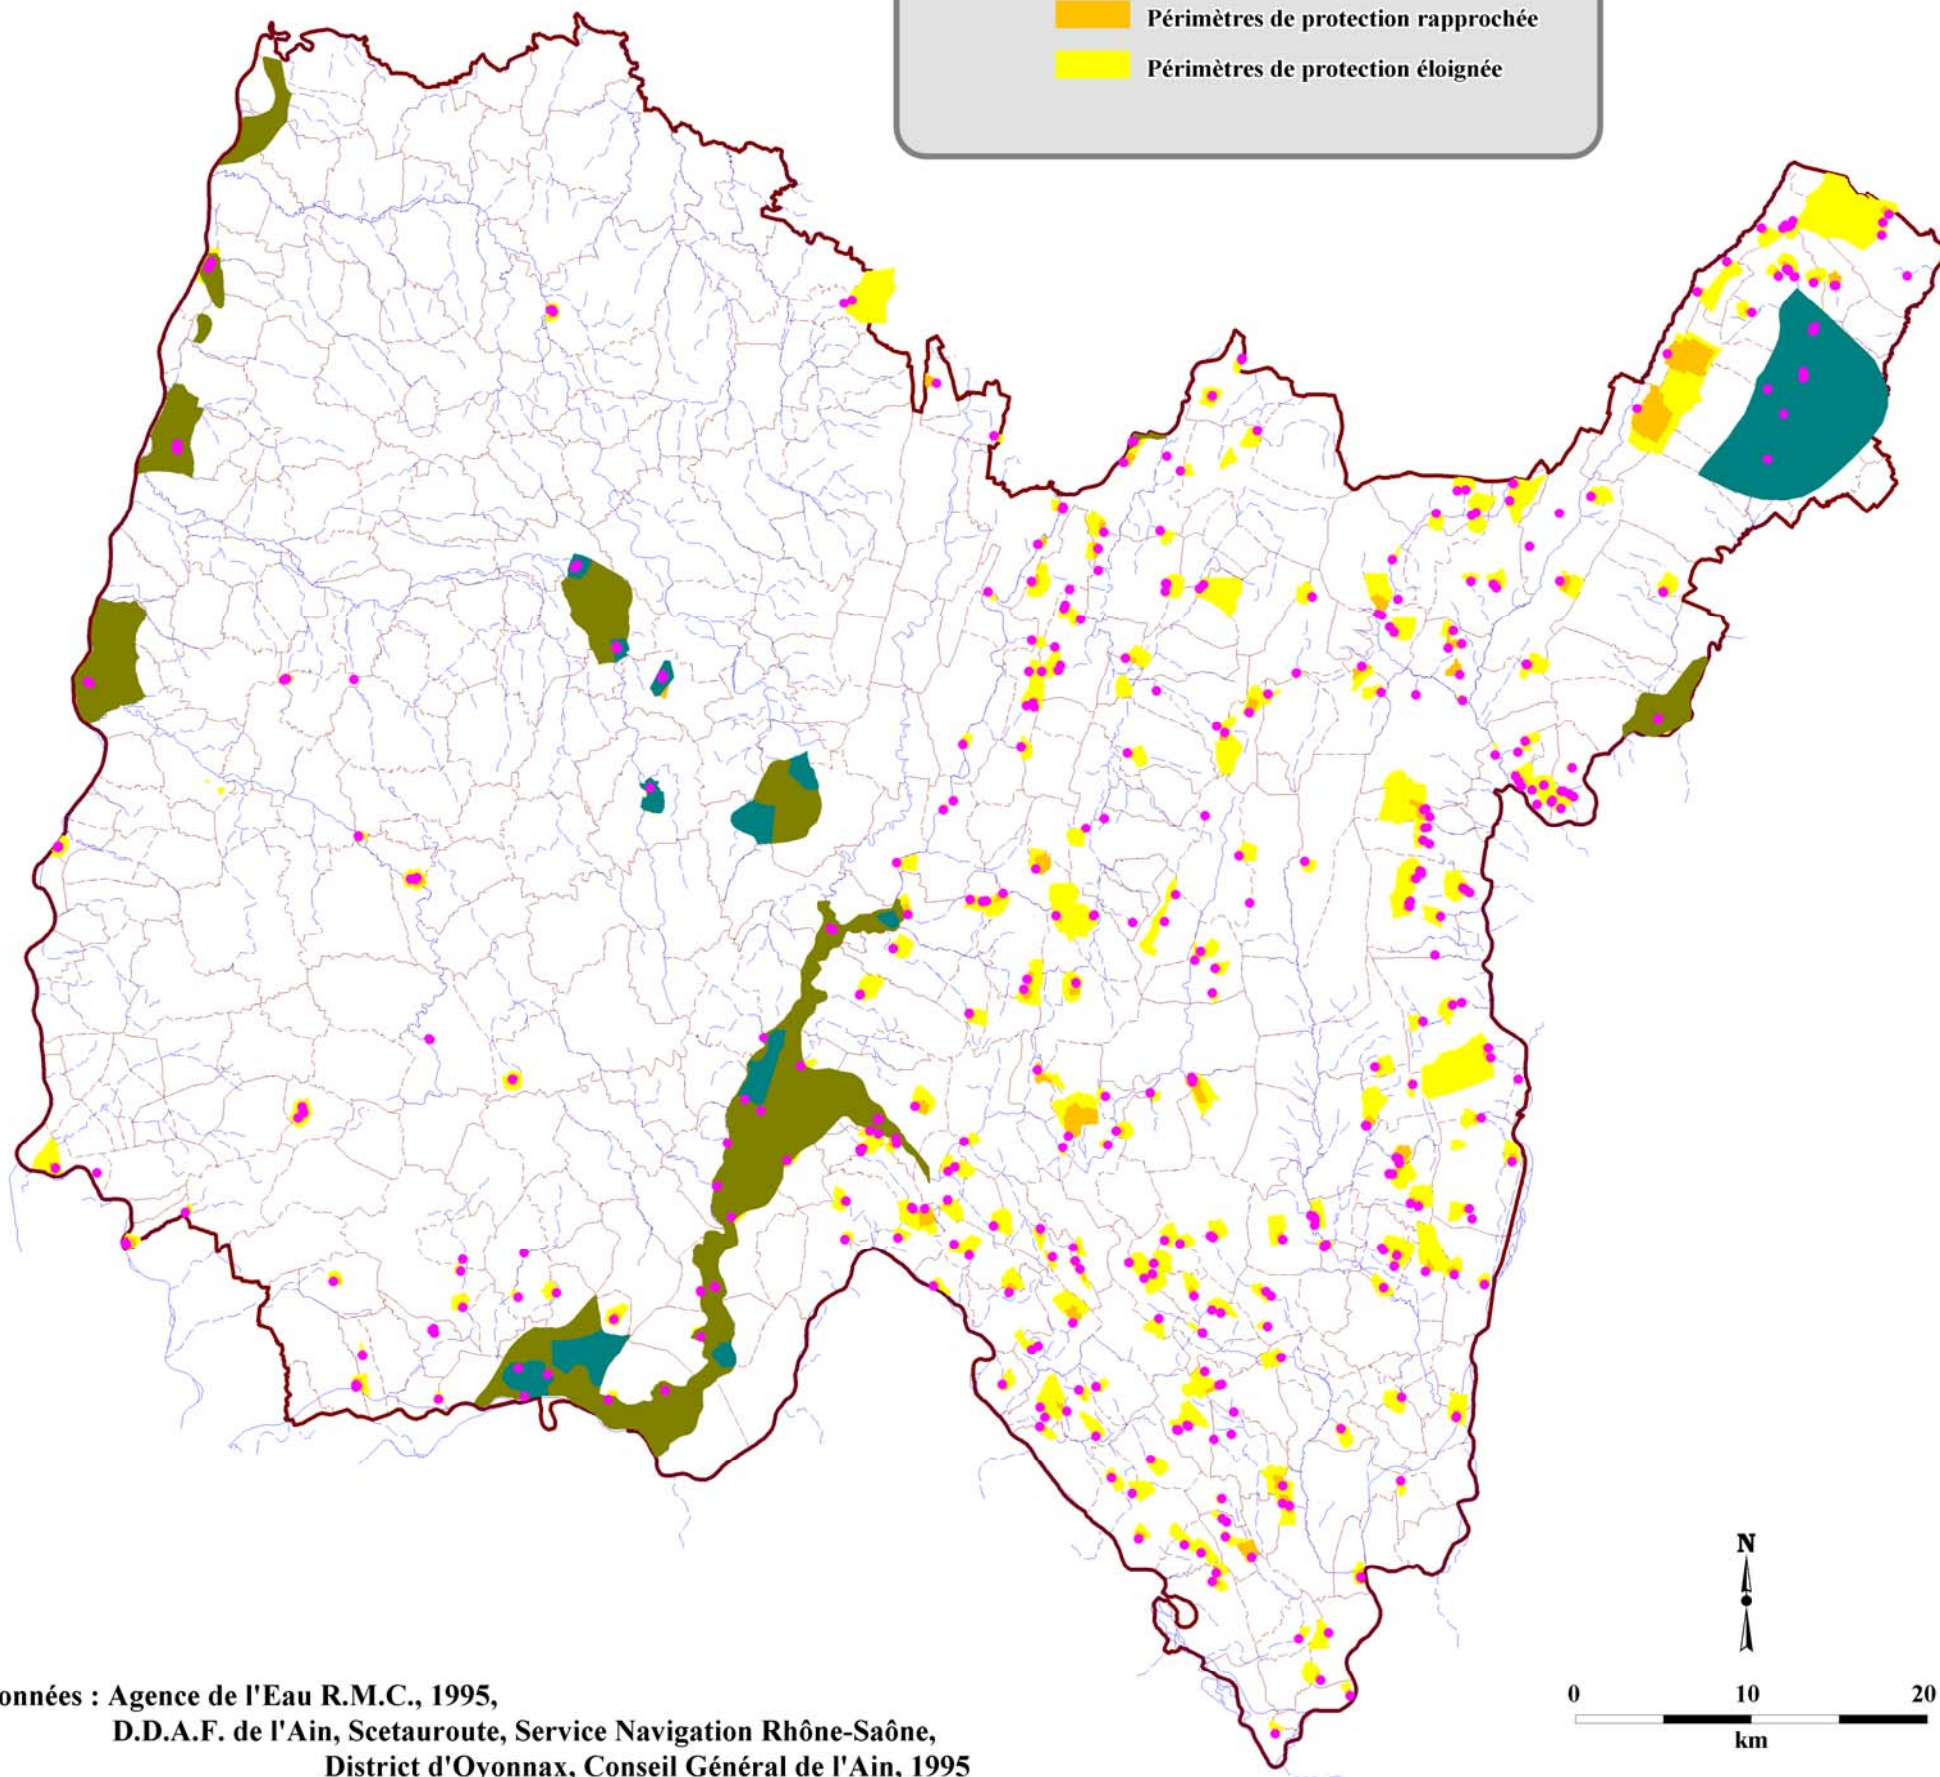 Périmètres de protection rapprochée
Périmètres de protection éloignée
N
0 10 20
km
onnées : Agence de l'Eau R.M.C., 1995,
D.D.A.F. de l'Ain, Scetauroute, Service Navigation Rhône-Saône,
District d'Oyonnax, Conseil Général de l'Ain, 1995